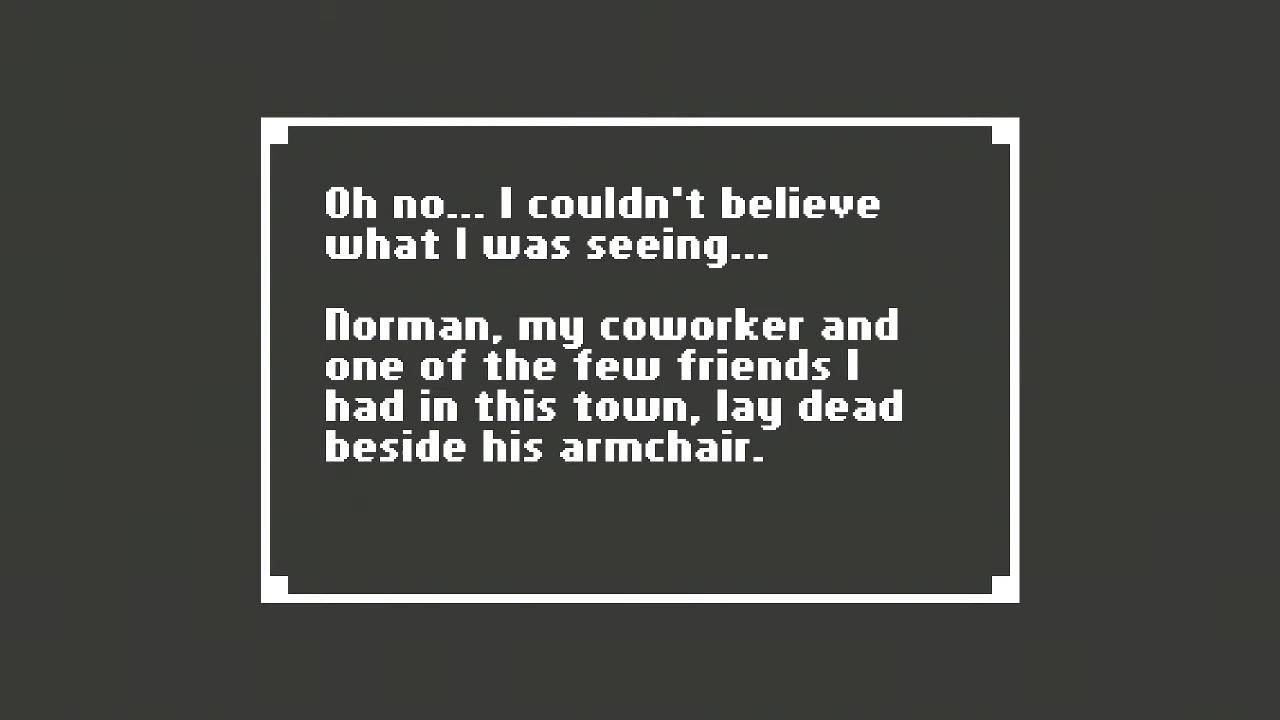 Oh no... I couldn't believe
what I was seeing...
Norman, my coworker and
one of the few friends I
had in this town, lay dead
beside his armchair.